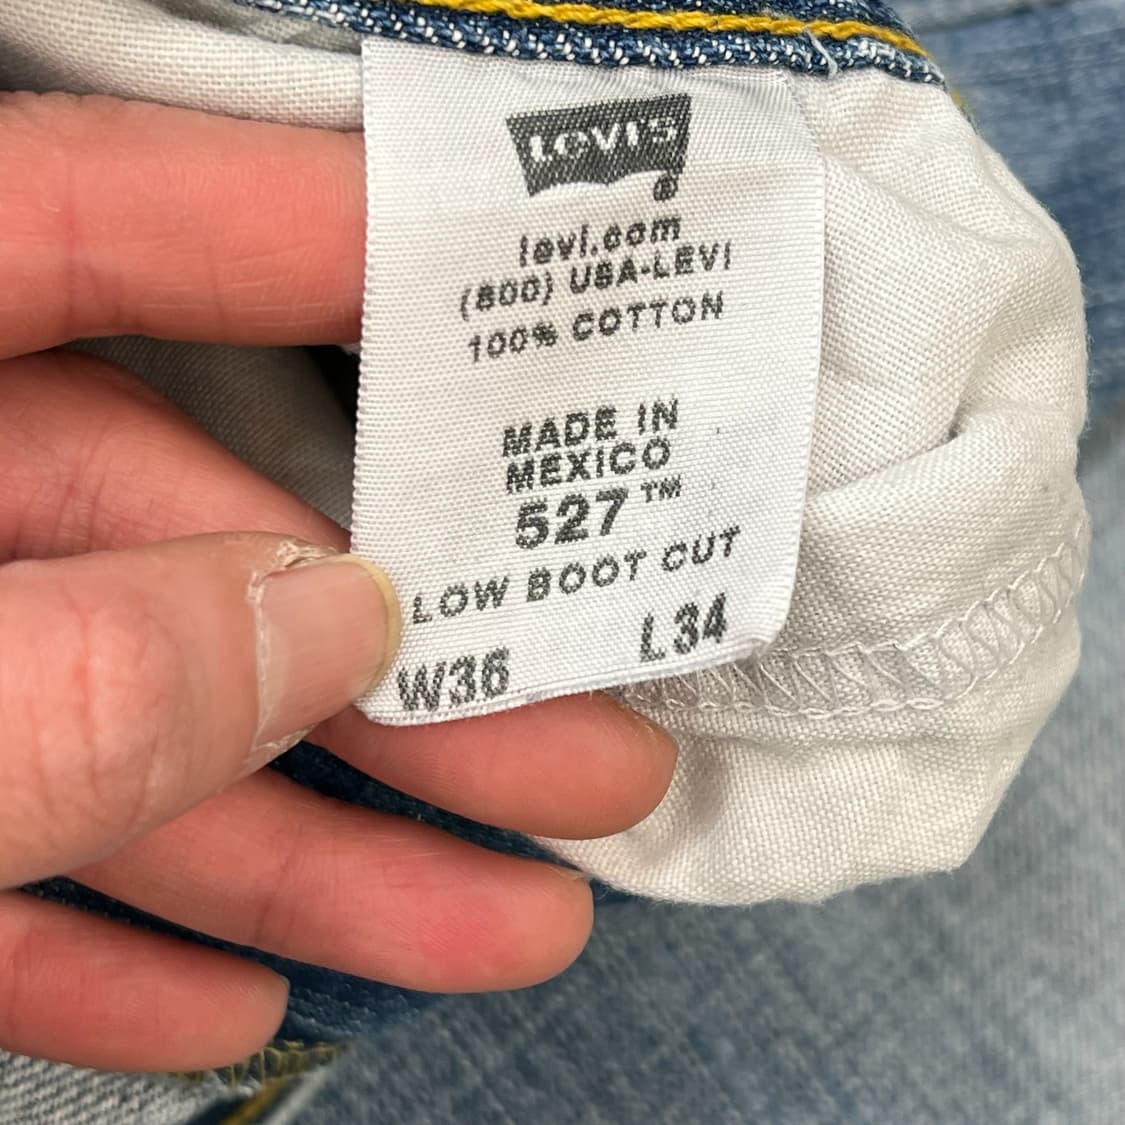 Levi's
®
levi.com
(800) USA-LEVI
100% COTTON
MADE IN
MEXICO
527™
LOW BOOT CUT
W36 L34